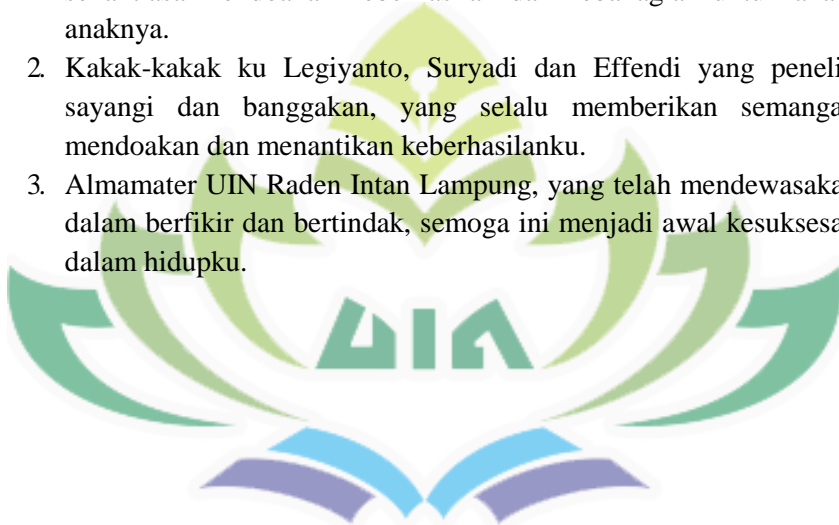 anaknya.
2. Kakak-kakak ku Legiyanto, Suryadi dan Effendi yang peneli
sayangi dan banggakan, yang selalu memberikan semanga
mendoakan dan menantikan keberhasilanku.
3. Almamater UIN Raden Intan Lampung, yang telah mendewasaka
dalam berfikir dan bertindak, semoga ini menjadi awal kesuksesa
dalam hidupku.
UIN